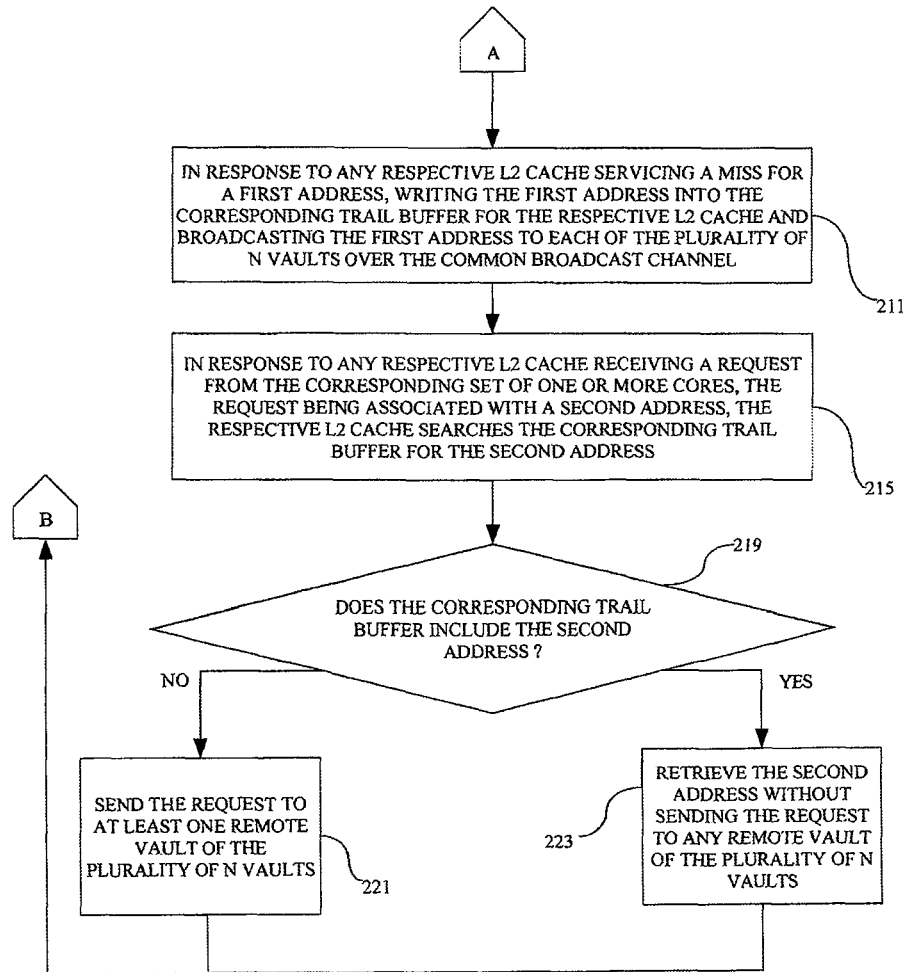 A
IN RESPONSE TO ANY RESPECTIVE L2 CACHE SERVICING A MISS FOR
A FIRST ADDRESS, WRITING THE FIRST ADDRESS INTO THE
CORRESPONDING TRAIL BUFFER FOR THE RESPECTIVE L2 CACHE AND
BROADCASTING THE FIRST ADDRESS TO EACH OF THE PLURALITY OF
N VAULTS OVER THE COMMON BROADCAST CHANNEL
211
IN RESPONSE TO ANY RESPECTIVE L2 CACHE RECEIVING A REQUEST
FROM THE CORRESPONDING SET OF ONE OR MORE CORES, THE
REQUEST BEING ASSOCIATED WITH A SECOND ADDRESS, THE
RESPECTIVE L2 CACHE SEARCHES THE CORRESPONDING TRAIL
BUFFER FOR THE SECOND ADDRESS
215
B
219
DOES THE CORRESPONDING TRAIL
BUFFER INCLUDE THE SECOND
ADDRESS ?
NO
YES
SEND THE REQUEST TO
AT LEAST ONE REMOTE
VAULT OF THE
PLURALITY OF N VAULTS
221
RETRIEVE THE SECOND
ADDRESS WITHOUT
SENDING THE REQUEST
TO ANY REMOTE VAULT
OF THE PLURALITY OF N
VAULTS
223